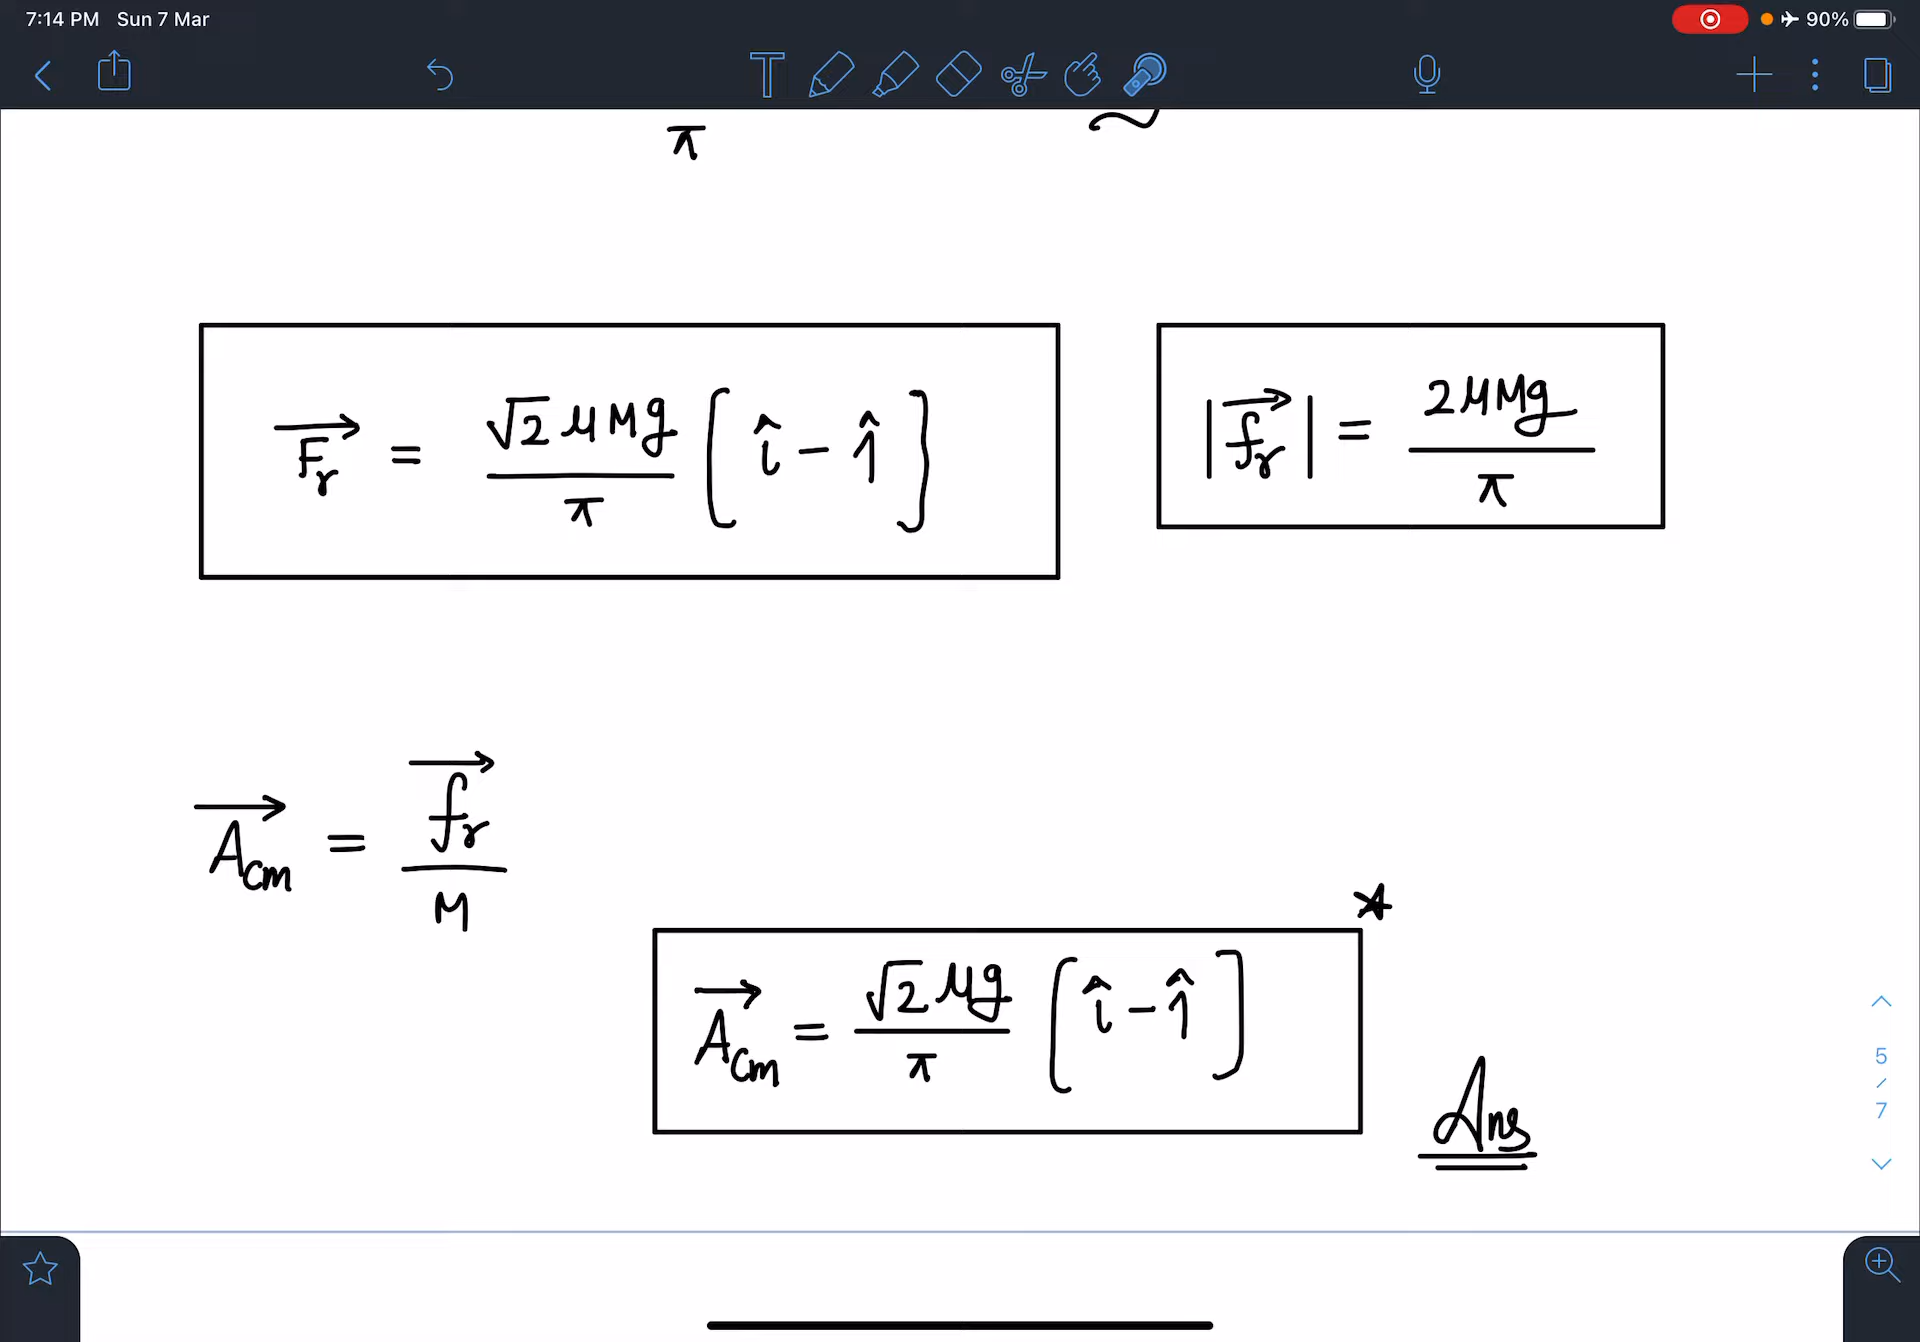 7:14 PM Sun 7 Mar 90%
T
π
F⃗r = √2 μMg / π [î - ĵ]
|f⃗r| = 2μMg / π
A⃗cm = f⃗r / M
A⃗cm = √2 μg / π [î - ĵ]
Ans
5 / 7